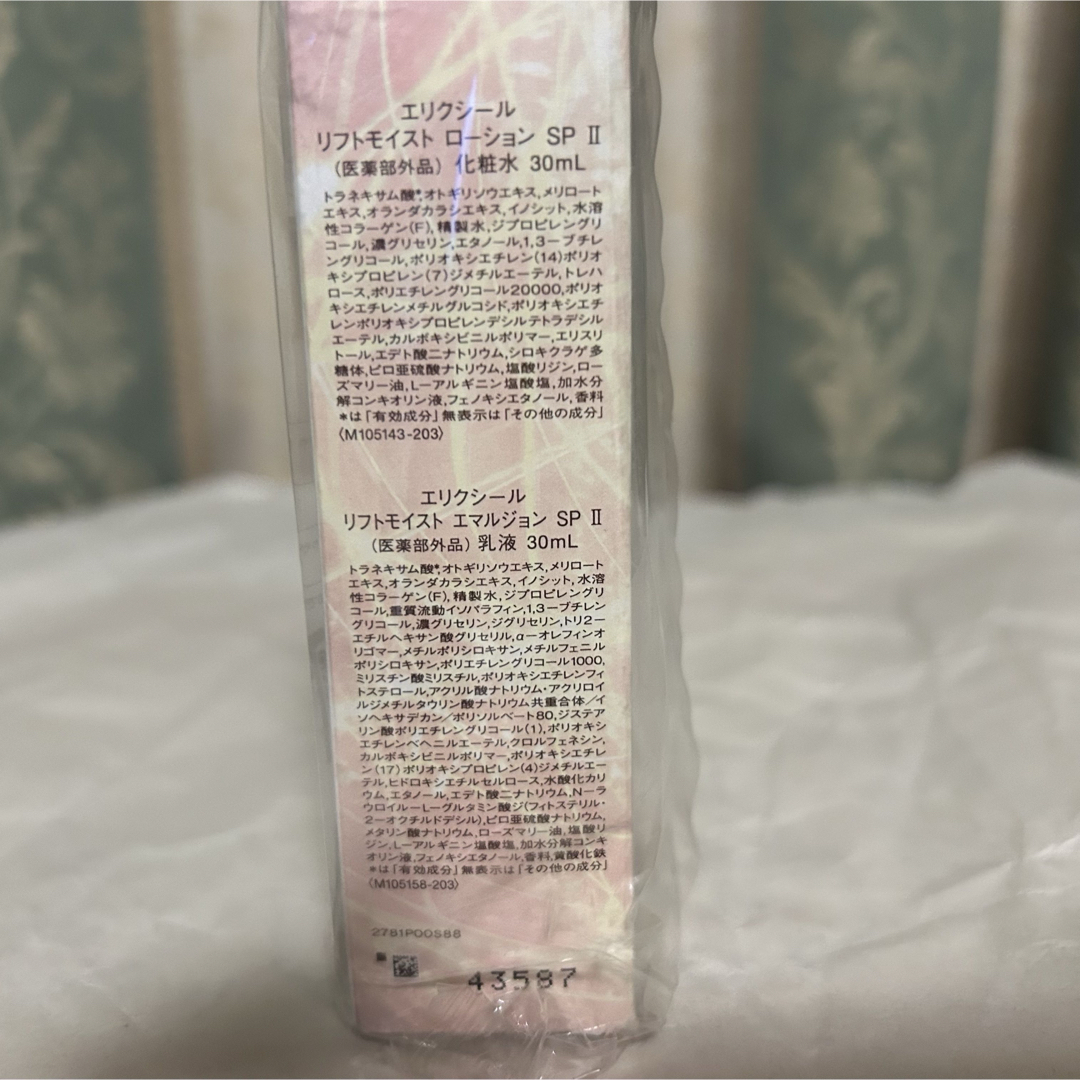 エリクシール
リフトモイスト ローション SP Ⅱ
（医薬部外品） 化粧水 30mL
トラネキサム酸*,オトギリソウエキス,メリロート
エキス,オランダカラシエキス,イノシット,水溶
性コラーゲン(F),精製水,ジプロピレングリ
コール,濃グリセリン,エタノール,1,3－ブチレ
ングリコール,ポリオキシエチレン(14)ポリオ
キシプロピレン(7)ジメチルエーテル,トレハ
ロース,ポリエチレングリコール20000,ポリオ
キシエチレンメチルグルコシド,ポリオキシエチ
レンポリオキシプロピレンデシルテトラデシル
エーテル,カルボキシビニルポリマー,エリスリ
トール,エデト酸二ナトリウム,シロキクラゲ多
糖体,ピロ亜硫酸ナトリウム,塩酸リジン,ロー
ズマリー油,L－アルギニン塩酸塩,加水分
解コンキオリン液,フェノキシエタノール,香料
*は「有効成分」無表示は「その他の成分」
〈M105143-203〉
エリクシール
リフトモイスト エマルジョン SP Ⅱ
（医薬部外品） 乳液 30mL
トラネキサム酸*,オトギリソウエキス,メリロート
エキス,オランダカラシエキス,イノシット,水溶
性コラーゲン(F),精製水,ジプロピレングリ
コール,重質流動イソパラフィン,1,3－ブチレン
グリコール,濃グリセリン,ジグリセリン,トリ2－
エチルヘキサン酸グリセリル,α－オレフィンオ
リゴマー,メチルポリシロキサン,メチルフェニル
ポリシロキサン,ポリエチレングリコール1000,
ミリスチン酸ミリスチル,ポリオキシエチレンフィ
トステロール,アクリル酸ナトリウム・アクリロイ
ルジメチルタウリン酸ナトリウム共重合体／イ
ソヘキサデカン／ポリソルベート80,ジステア
リン酸ポリエチレングリコール(1),ポリオキシ
エチレンベヘニルエーテル,クロルフェネシン,
カルボキシビニルポリマー,ポリオキシエチレ
ン(17)ポリオキシプロピレン(4)ジメチルエー
テル,ヒドロキシエチルセルロース,水酸化カリ
ウム,エタノール,エデト酸二ナトリウム,N－ラ
ウロイル－L－グルタミン酸ジ(フィトステリル・
2－オクチルドデシル),ピロ亜硫酸ナトリウム,
メタリン酸ナトリウム,ローズマリー油,塩酸リ
ジン,L－アルギニン塩酸塩,加水分解コンキ
オリン液,フェノキシエタノール,香料,黄酸化鉄
*は「有効成分」無表示は「その他の成分」
〈M105158-203〉
2781P00S88
43587